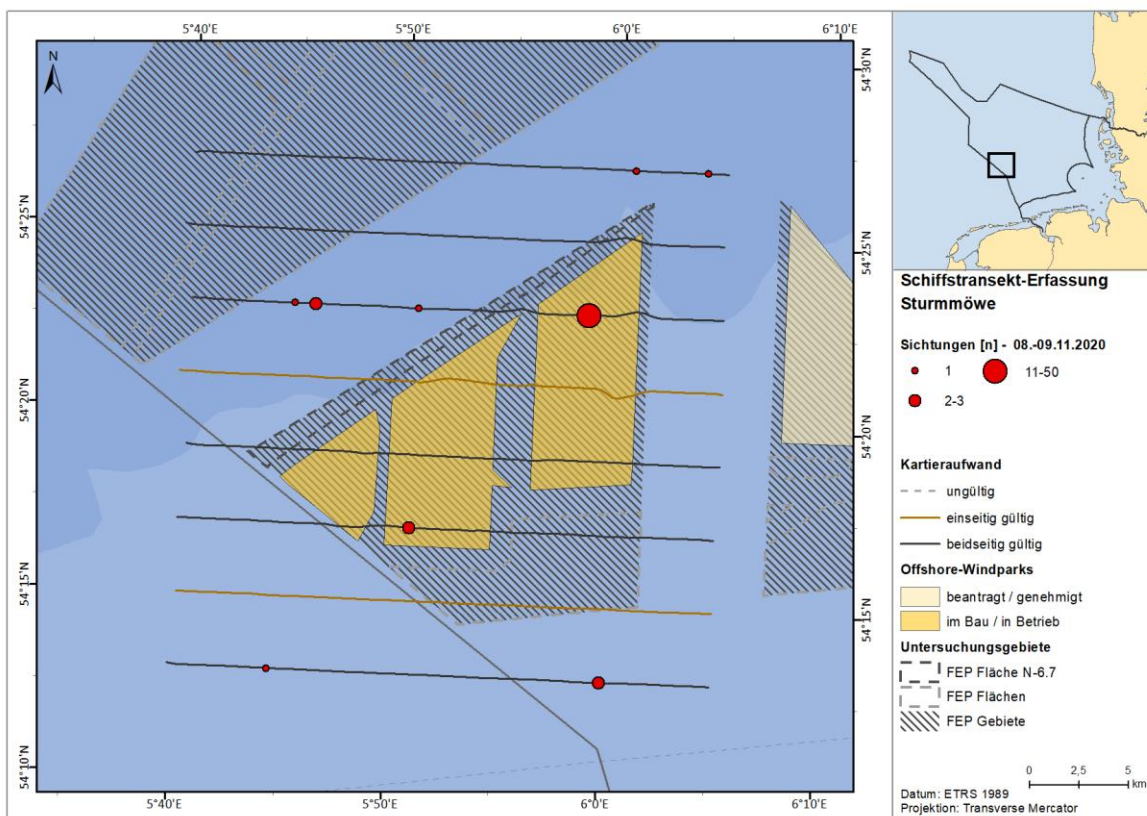 5°40'E 5°50'E 6°0'E 6°10'E
N
54°30'N
54°25'N
54°25'N
54°20'N
54°20'N
54°15'N
54°15'N
54°10'N
5°40'E 5°50'E 6°0'E 6°10'E
Schiffstransekt-Erfassung
Sturmmöwe
Sichtungen [n] - 08.-09.11.2020
1 11-50
2-3
Kartieraufwand
ungültig
einseitig gültig
beidseitig gültig
Offshore-Windparks
beantragt / genehmigt
im Bau / in Betrieb
Untersuchungsgebiete
FEP Fläche N-6.7
FEP Flächen
FEP Gebiete
0 2,5 5
km
Datum: ETRS 1989
Projektion: Transverse Mercator